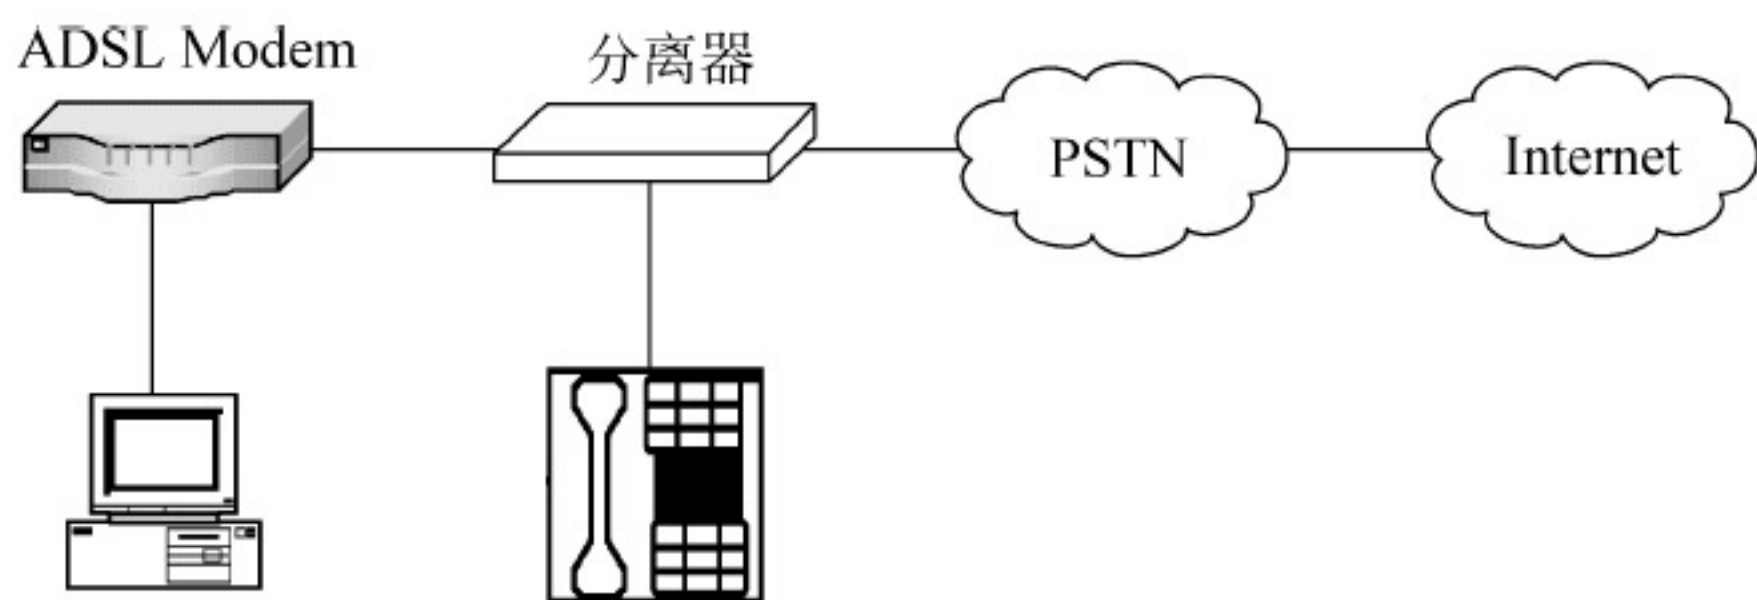 ADSL Modem
分离器
PSTN
Internet